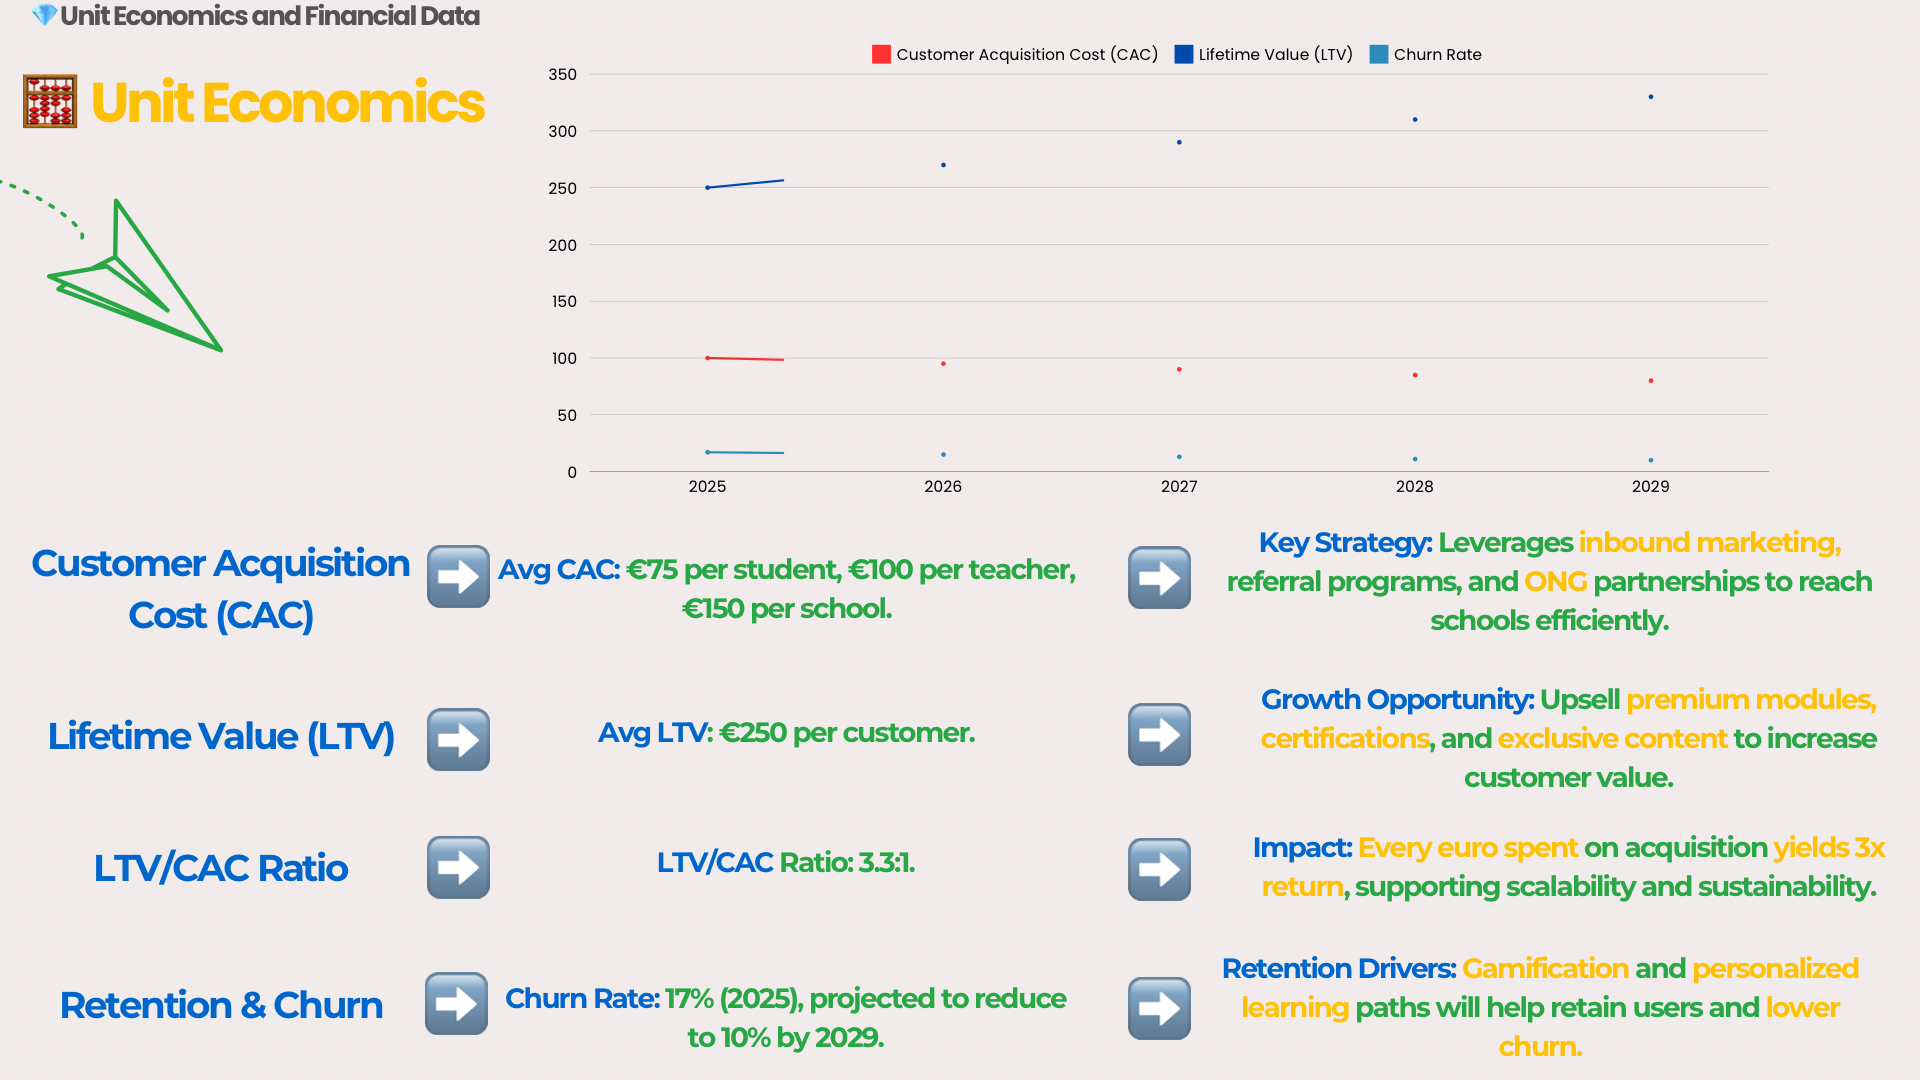 Unit Economics and Financial Data
Unit Economics
Customer Acquisition Cost (CAC) Lifetime Value (LTV) Churn Rate
350
300
250
200
150
100
50
0
2025 2026 2027 2028 2029
Customer Acquisition
Cost (CAC)
Avg CAC: €75 per student, €100 per teacher,
€150 per school.
Key Strategy: Leverages inbound marketing,
referral programs, and ONG partnerships to reach
schools efficiently.
Lifetime Value (LTV)
Avg LTV: €250 per customer.
Growth Opportunity: Upsell premium modules,
certifications, and exclusive content to increase
customer value.
LTV/CAC Ratio
LTV/CAC Ratio: 3.3:1.
Impact: Every euro spent on acquisition yields 3x
return, supporting scalability and sustainability.
Retention & Churn
Churn Rate: 17% (2025), projected to reduce
to 10% by 2029.
Retention Drivers: Gamification and personalized
learning paths will help retain users and lower
churn.